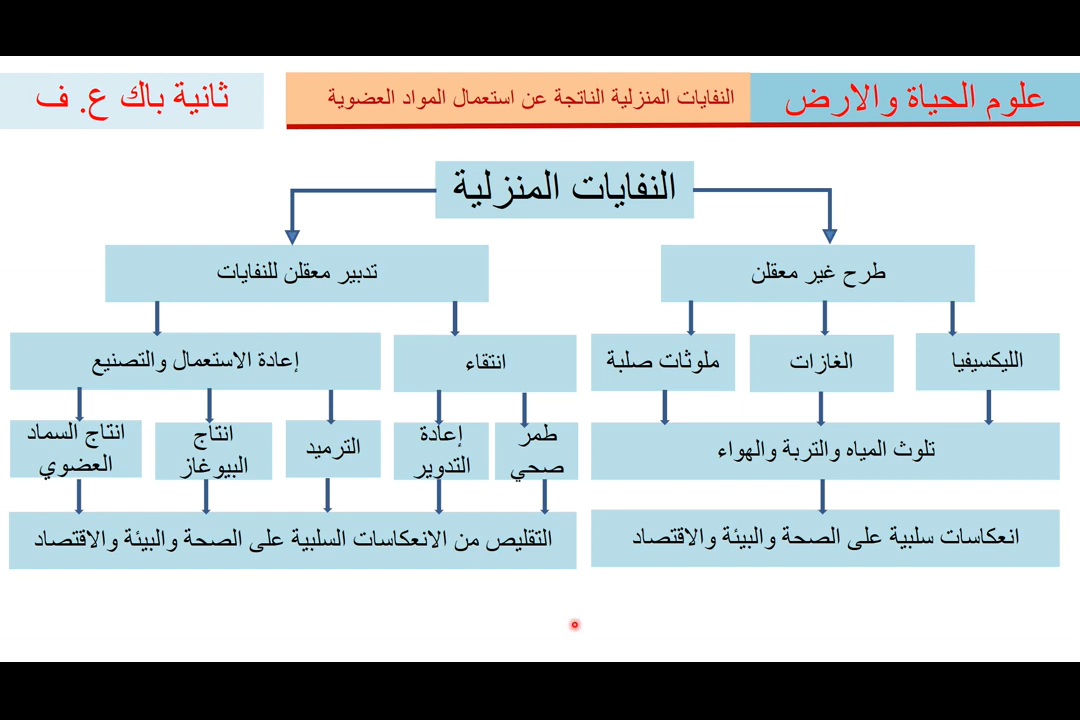 علوم الحياة والارض
النفايات المنزلية الناتجة عن استعمال المواد العضوية
ثانية باك ع. ف
النفايات المنزلية
طرح غير معقلن
تدبير معقلن للنفايات
الليكسيفيا
الغازات
ملوثات صلبة
انتقاء
إعادة الاستعمال والتصنيع
تلوث المياه والتربة والهواء
طمر
صحي
إعادة
التدوير
الترميد
انتاج
البيوغاز
انتاج السماد
العضوي
انعكاسات سلبية على الصحة والبيئة والاقتصاد
التقليص من الانعكاسات السلبية على الصحة والبيئة والاقتصاد